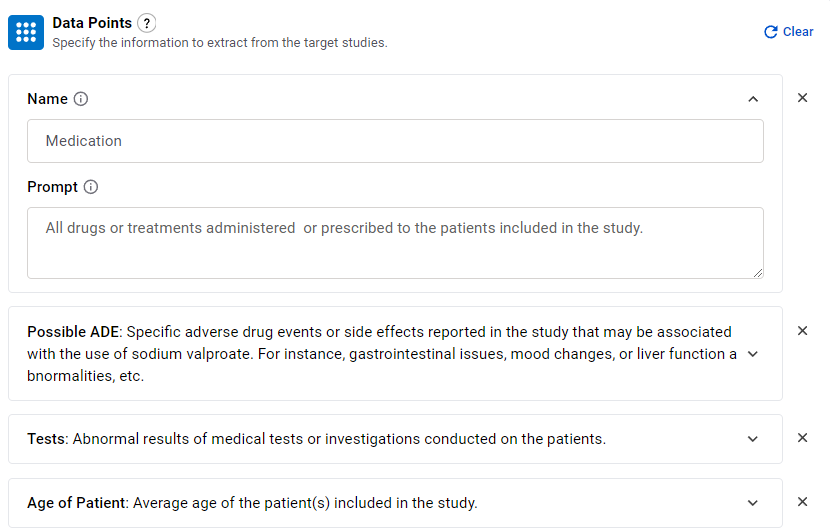 Data Points ?
Specify the information to extract from the target studies.
Clear
Name
Medication
Prompt
All drugs or treatments administered  or prescribed to the patients included in the study.
Possible ADE: Specific adverse drug events or side effects reported in the study that may be associated
with the use of sodium valproate. For instance, gastrointestinal issues, mood changes, or liver function a
bnormalities, etc.
Tests: Abnormal results of medical tests or investigations conducted on the patients.
Age of Patient: Average age of the patient(s) included in the study.